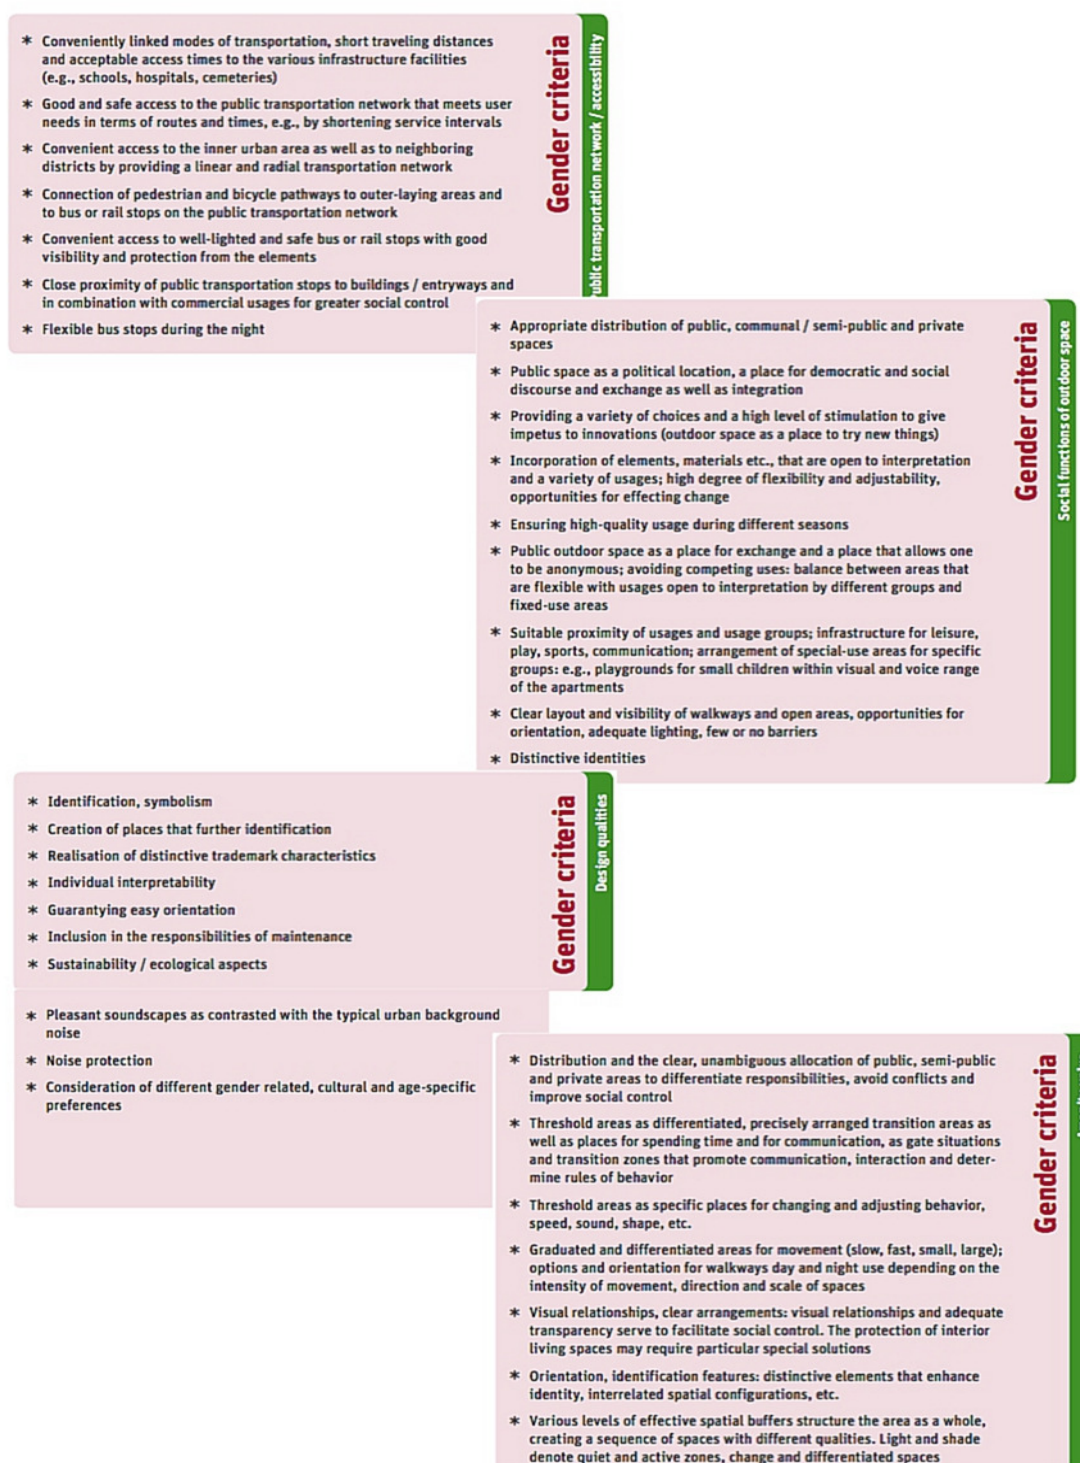 * Conveniently linked modes of transportation, short traveling distances
and acceptable access times to the various infrastructure facilities
(e.g., schools, hospitals, cemeteries)
* Good and safe access to the public transportation network that meets user
needs in terms of routes and times, e.g., by shortening service intervals
* Convenient access to the inner urban area as well as to neighboring
districts by providing a linear and radial transportation network
* Connection of pedestrian and bicycle pathways to outer-laying areas and
to bus or rail stops on the public transportation network
* Convenient access to well-lighted and safe bus or rail stops with good
visibility and protection from the elements
* Close proximity of public transportation stops to buildings / entryways and
in combination with commercial usages for greater social control
* Flexible bus stops during the night
Gender criteria
ublic transportation network / accessibility
* Appropriate distribution of public, communal / semi-public and private
spaces
* Public space as a political location, a place for democratic and social
discourse and exchange as well as integration
* Providing a variety of choices and a high level of stimulation to give
impetus to innovations (outdoor space as a place to try new things)
* Incorporation of elements, materials etc., that are open to interpretation
and a variety of usages; high degree of flexibility and adjustability,
opportunities for effecting change
* Ensuring high-quality usage during different seasons
* Public outdoor space as a place for exchange and a place that allows one
to be anonymous; avoiding competing uses: balance between areas that
are flexible with usages open to interpretation by different groups and
fixed-use areas
* Suitable proximity of usages and usage groups; infrastructure for leisure,
play, sports, communication; arrangement of special-use areas for specific
groups: e.g., playgrounds for small children within visual and voice range
of the apartments
* Clear layout and visibility of walkways and open areas, opportunities for
orientation, adequate lighting, few or no barriers
* Distinctive identities
Gender criteria
Social functions of outdoor space
* Identification, symbolism
* Creation of places that further identification
* Realisation of distinctive trademark characteristics
* Individual interpretability
* Guarantying easy orientation
* Inclusion in the responsibilities of maintenance
* Sustainability / ecological aspects
Gender criteria
Design qualities
* Pleasant soundscapes as contrasted with the typical urban background
noise
* Noise protection
* Consideration of different gender related, cultural and age-specific
preferences
* Distribution and the clear, unambiguous allocation of public, semi-public
and private areas to differentiate responsibilities, avoid conflicts and
improve social control
* Threshold areas as differentiated, precisely arranged transition areas as
well as places for spending time and for communication, as gate situations
and transition zones that promote communication, interaction and deter-
mine rules of behavior
* Threshold areas as specific places for changing and adjusting behavior,
speed, sound, shape, etc.
* Graduated and differentiated areas for movement (slow, fast, small, large);
options and orientation for walkways day and night use depending on the
intensity of movement, direction and scale of spaces
* Visual relationships, clear arrangements: visual relationships and adequate
transparency serve to facilitate social control. The protection of interior
living spaces may require particular special solutions
* Orientation, identification features: distinctive elements that enhance
identity, interrelated spatial configurations, etc.
* Various levels of effective spatial buffers structure the area as a whole,
creating a sequence of spaces with different qualities. Light and shade
denote quiet and active zones, change and differentiated spaces
Gender criteria